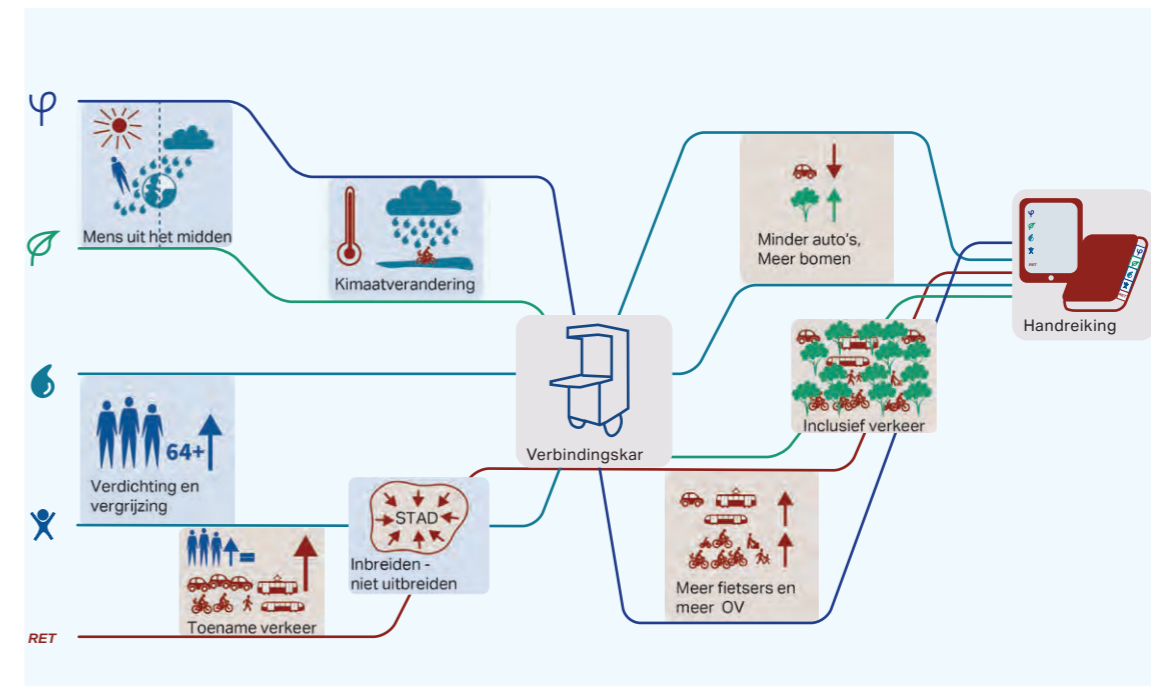 Mens uit het midden
Kimaatverandering
Minder auto's,
Meer bomen
Handreiking
RET
Inclusief verkeer
Verbindingskar
64+
Verdichting en
vergrijzing
STAD
Inbreiden -
niet uitbreiden
Meer fietsers en
meer OV
Toename verkeer
RET